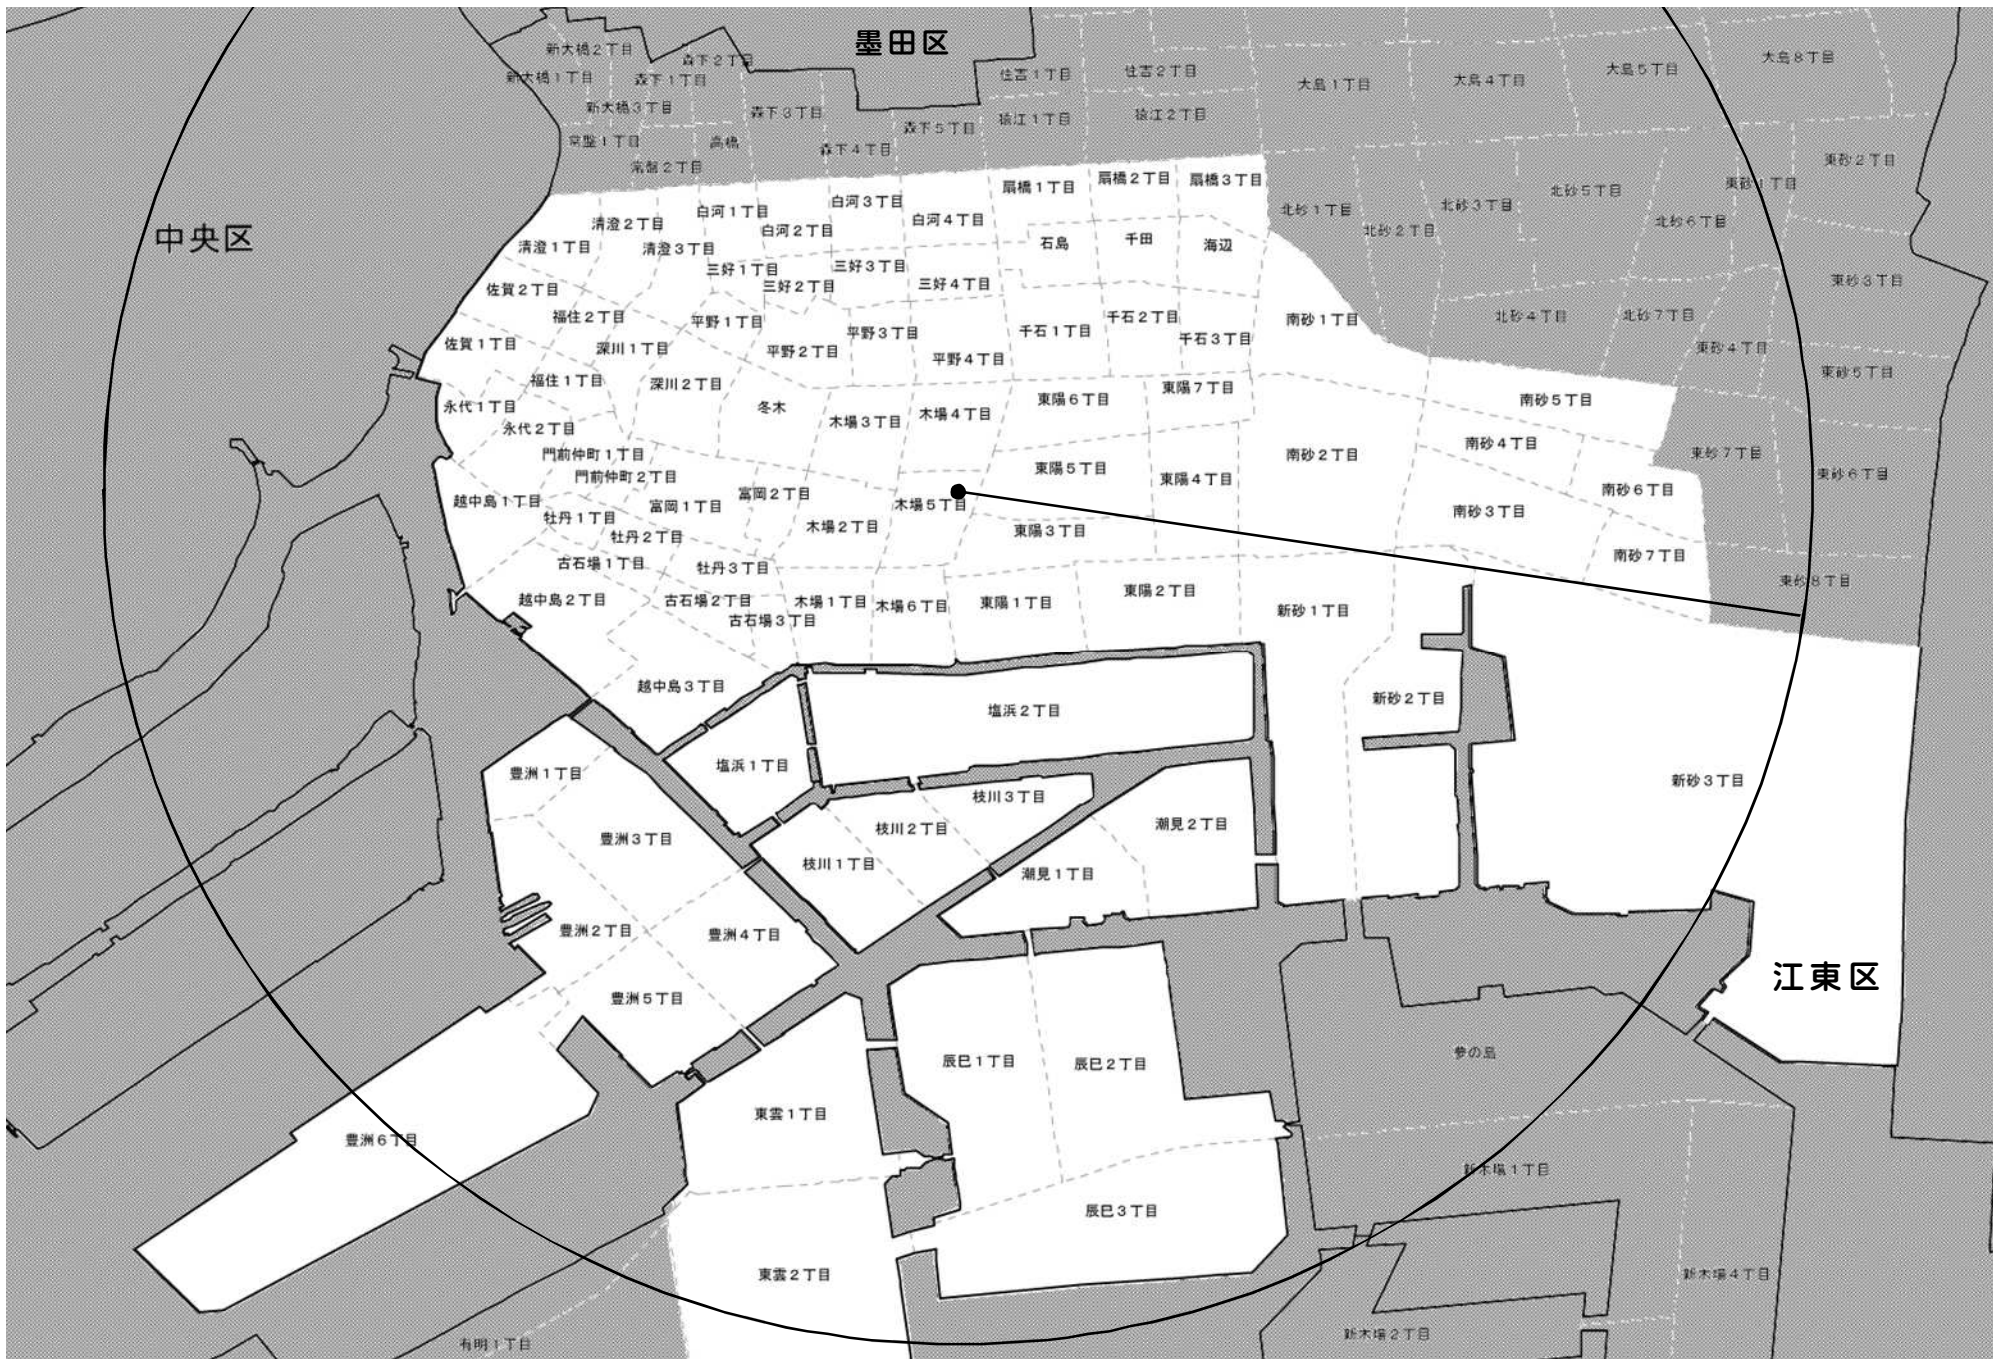 墨田区
新大橋2丁目
森下2丁目
新大橋1丁目
森下1丁目
住吉1丁目
住吉2丁目
大島1丁目
大島4丁目
大島5丁目
大島8丁目
新大橋3丁目
森下3丁目
森下5丁目
猿江1丁目
猿江2丁目
常盤1丁目
高橋
森下4丁目
常盤2丁目
東砂2丁目
東砂1丁目
扇橋1丁目
扇橋2丁目
扇橋3丁目
北砂5丁目
白河3丁目
白河1丁目
白河4丁目
北砂1丁目
北砂3丁目
北砂6丁目
清澄2丁目
白河2丁目
北砂2丁目
中央区
清澄1丁目
清澄3丁目
石島
千田
海辺
三好1丁目
三好3丁目
三好2丁目
三好4丁目
東砂3丁目
佐賀2丁目
福住2丁目
平野1丁目
平野3丁目
千石1丁目
千石2丁目
南砂1丁目
北砂4丁目
北砂7丁目
佐賀1丁目
深川1丁目
平野2丁目
平野4丁目
千石3丁目
東砂4丁目
東砂5丁目
福住1丁目
深川2丁目
東陽7丁目
永代1丁目
冬木
木場3丁目
木場4丁目
東陽6丁目
南砂5丁目
永代2丁目
門前仲町1丁目
南砂2丁目
南砂4丁目
東砂7丁目
門前仲町2丁目
東陽5丁目
東陽4丁目
東砂6丁目
越中島1丁目
富岡1丁目
富岡2丁目
木場5丁目
南砂6丁目
牡丹1丁目
木場2丁目
東陽3丁目
南砂3丁目
牡丹2丁目
南砂7丁目
古石場1丁目
牡丹3丁目
東砂8丁目
越中島2丁目
古石場2丁目
木場1丁目
木場6丁目
東陽1丁目
東陽2丁目
新砂1丁目
古石場3丁目
越中島3丁目
塩浜2丁目
新砂2丁目
豊洲1丁目
塩浜1丁目
新砂3丁目
枝川3丁目
豊洲3丁目
枝川2丁目
潮見2丁目
枝川1丁目
潮見1丁目
豊洲2丁目
豊洲4丁目
江東区
豊洲5丁目
夢の島
辰巳1丁目
辰巳2丁目
東雲1丁目
豊洲6丁目
新木場1丁目
辰巳3丁目
東雲2丁目
新木場4丁目
有明1丁目
新木場2丁目